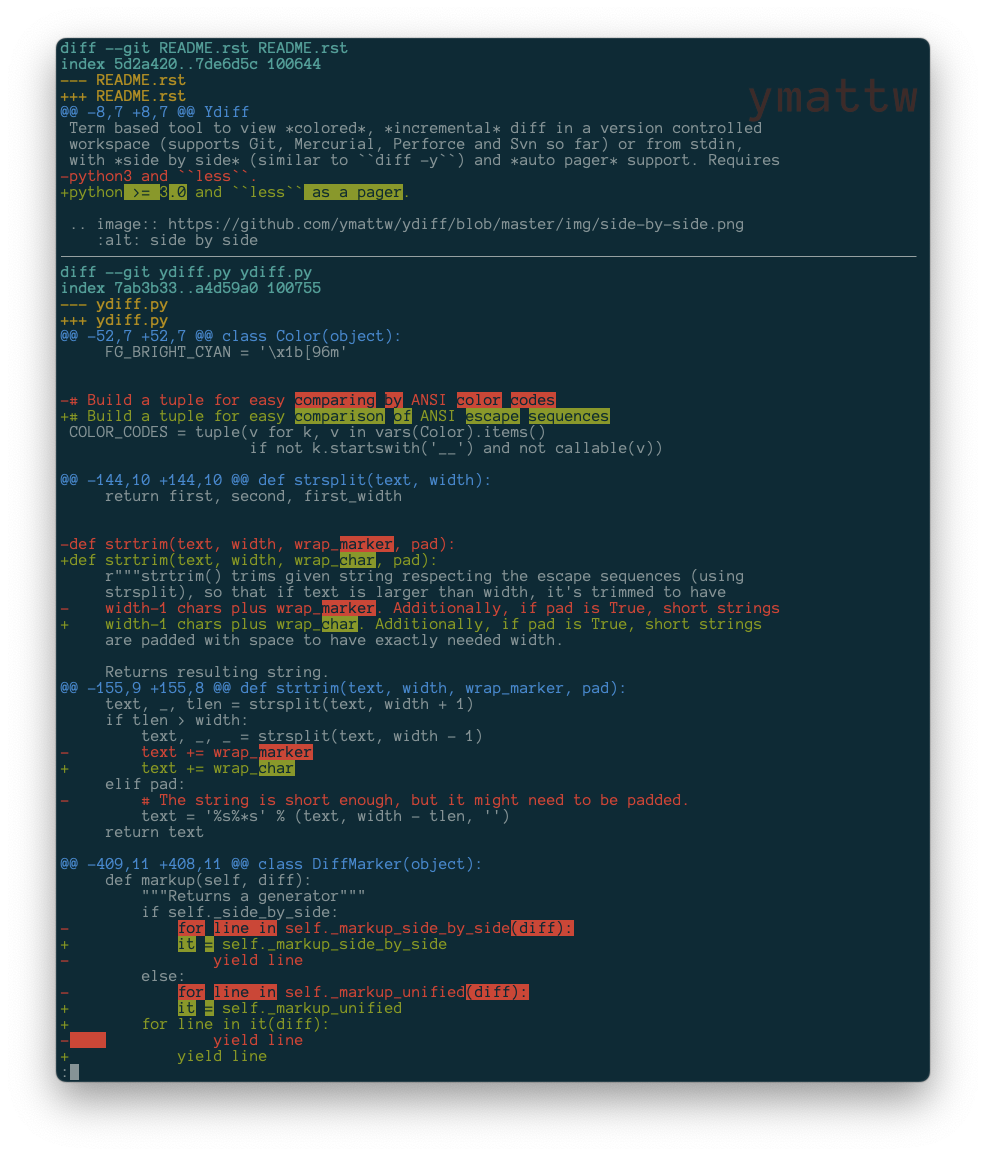 diff --git README.rst README.rst
index 5d2a420..7de6d5c 100644
--- README.rst
+++ README.rst
ymattw
@@ -8,7 +8,7 @@ Ydiff
 Term based tool to view *colored*, *incremental* diff in a version controlled
 workspace (supports Git, Mercurial, Perforce and Svn so far) or from stdin,
 with *side by side* (similar to ``diff -y``) and *auto pager* support. Requires
-python3 and ``less``.
+python >= 3.0 and ``less`` as a pager.
 .. image:: https://github.com/ymattw/ydiff/blob/master/img/side-by-side.png
    :alt: side by side
diff --git ydiff.py ydiff.py
index 7ab3b33..a4d59a0 100755
--- ydiff.py
+++ ydiff.py
@@ -52,7 +52,7 @@ class Color(object):
     FG_BRIGHT_CYAN = '\x1b[96m'
-# Build a tuple for easy comparing by ANSI color codes
+# Build a tuple for easy comparison of ANSI escape sequences
 COLOR_CODES = tuple(v for k, v in vars(Color).items()
                     if not k.startswith('__') and not callable(v))
@@ -144,10 +144,10 @@ def strsplit(text, width):
     return first, second, first_width
-def strtrim(text, width, wrap_marker, pad):
+def strtrim(text, width, wrap_char, pad):
     r"""strtrim() trims given string respecting the escape sequences (using
     strsplit), so that if text is larger than width, it's trimmed to have
-    width-1 chars plus wrap_marker. Additionally, if pad is True, short strings
+    width-1 chars plus wrap_char. Additionally, if pad is True, short strings
     are padded with space to have exactly needed width.
     Returns resulting string.
@@ -155,9 +155,8 @@ def strtrim(text, width, wrap_marker, pad):
     text, _, tlen = strsplit(text, width + 1)
     if tlen > width:
         text, _, _ = strsplit(text, width - 1)
-        text += wrap_marker
+        text += wrap_char
     elif pad:
-        # The string is short enough, but it might need to be padded.
         text = '%s%*s' % (text, width - tlen, '')
     return text
@@ -409,11 +408,11 @@ class DiffMarker(object):
     def markup(self, diff):
         """Returns a generator"""
         if self._side_by_side:
-            for line in self._markup_side_by_side(diff):
+            it = self._markup_side_by_side
-                yield line
         else:
-            for line in self._markup_unified(diff):
+            it = self._markup_unified
+        for line in it(diff):
-                yield line
+            yield line
: